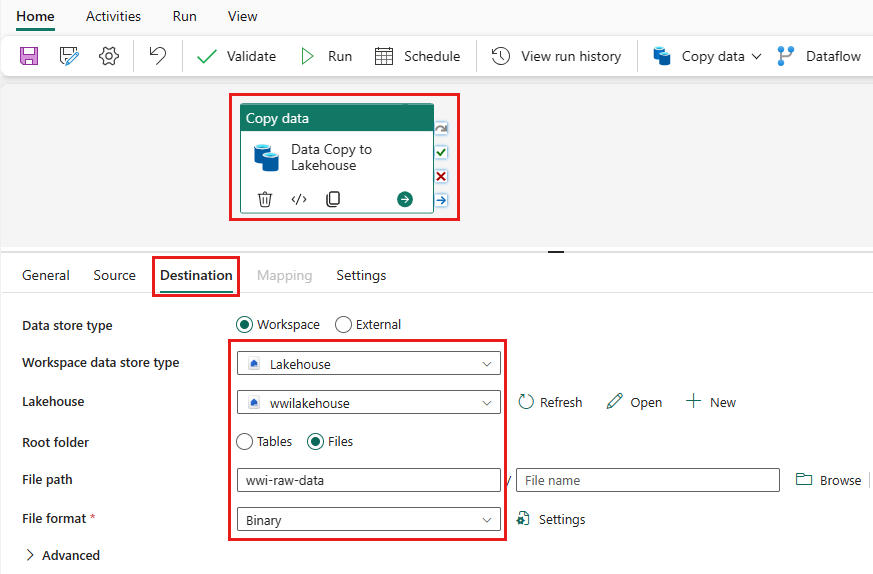 Home Activities Run View
Validate Run Schedule View run history Copy data Dataflow
Copy data
Data Copy to
Lakehouse
General Source Destination Mapping Settings
Data store type Workspace External
Workspace data store type Lakehouse
Lakehouse wwilakehouse Refresh Open New
Root folder Tables Files
File path wwi-raw-data / File name Browse
File format * Binary Settings
Advanced